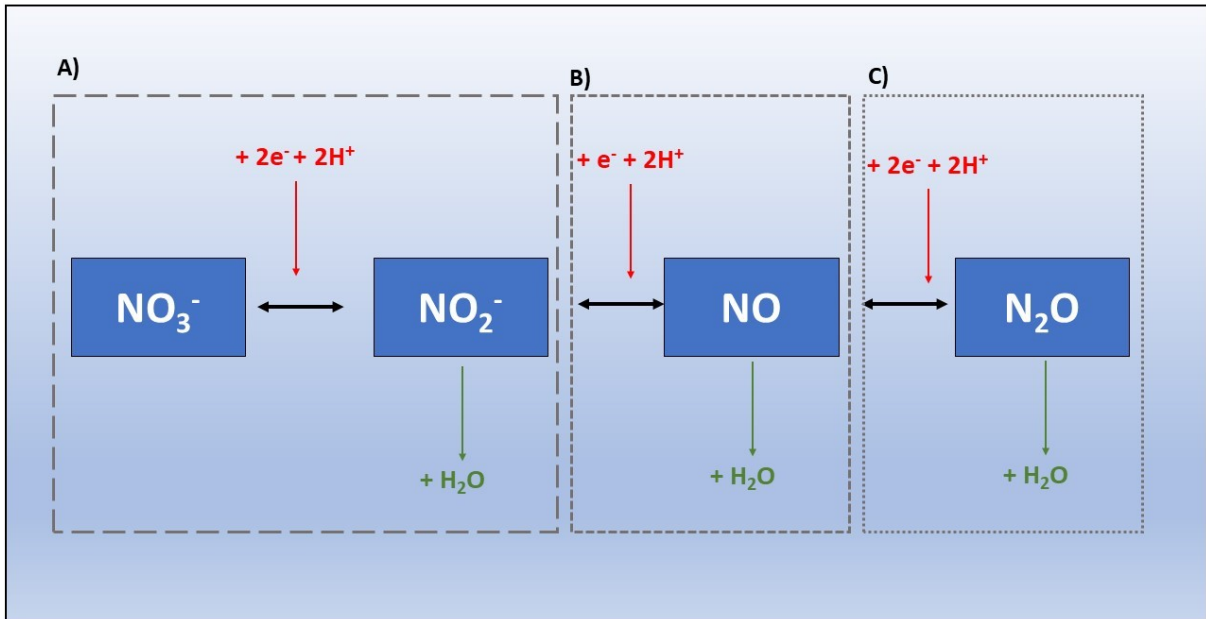 A)
B)
C)
+ 2e⁻ + 2H⁺
+ e⁻ + 2H⁺
+ 2e⁻ + 2H⁺
NO₃⁻
NO₂⁻
NO
N₂O
+ H₂O
+ H₂O
+ H₂O